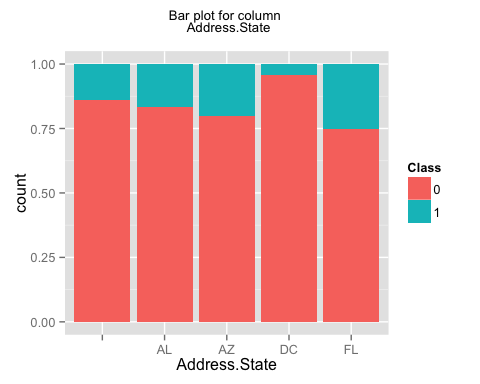 Bar plot for column
Address.State
1.00
0.75
0.50
0.25
0.00
count
AL AZ DC FL
Address.State
Class
0
1